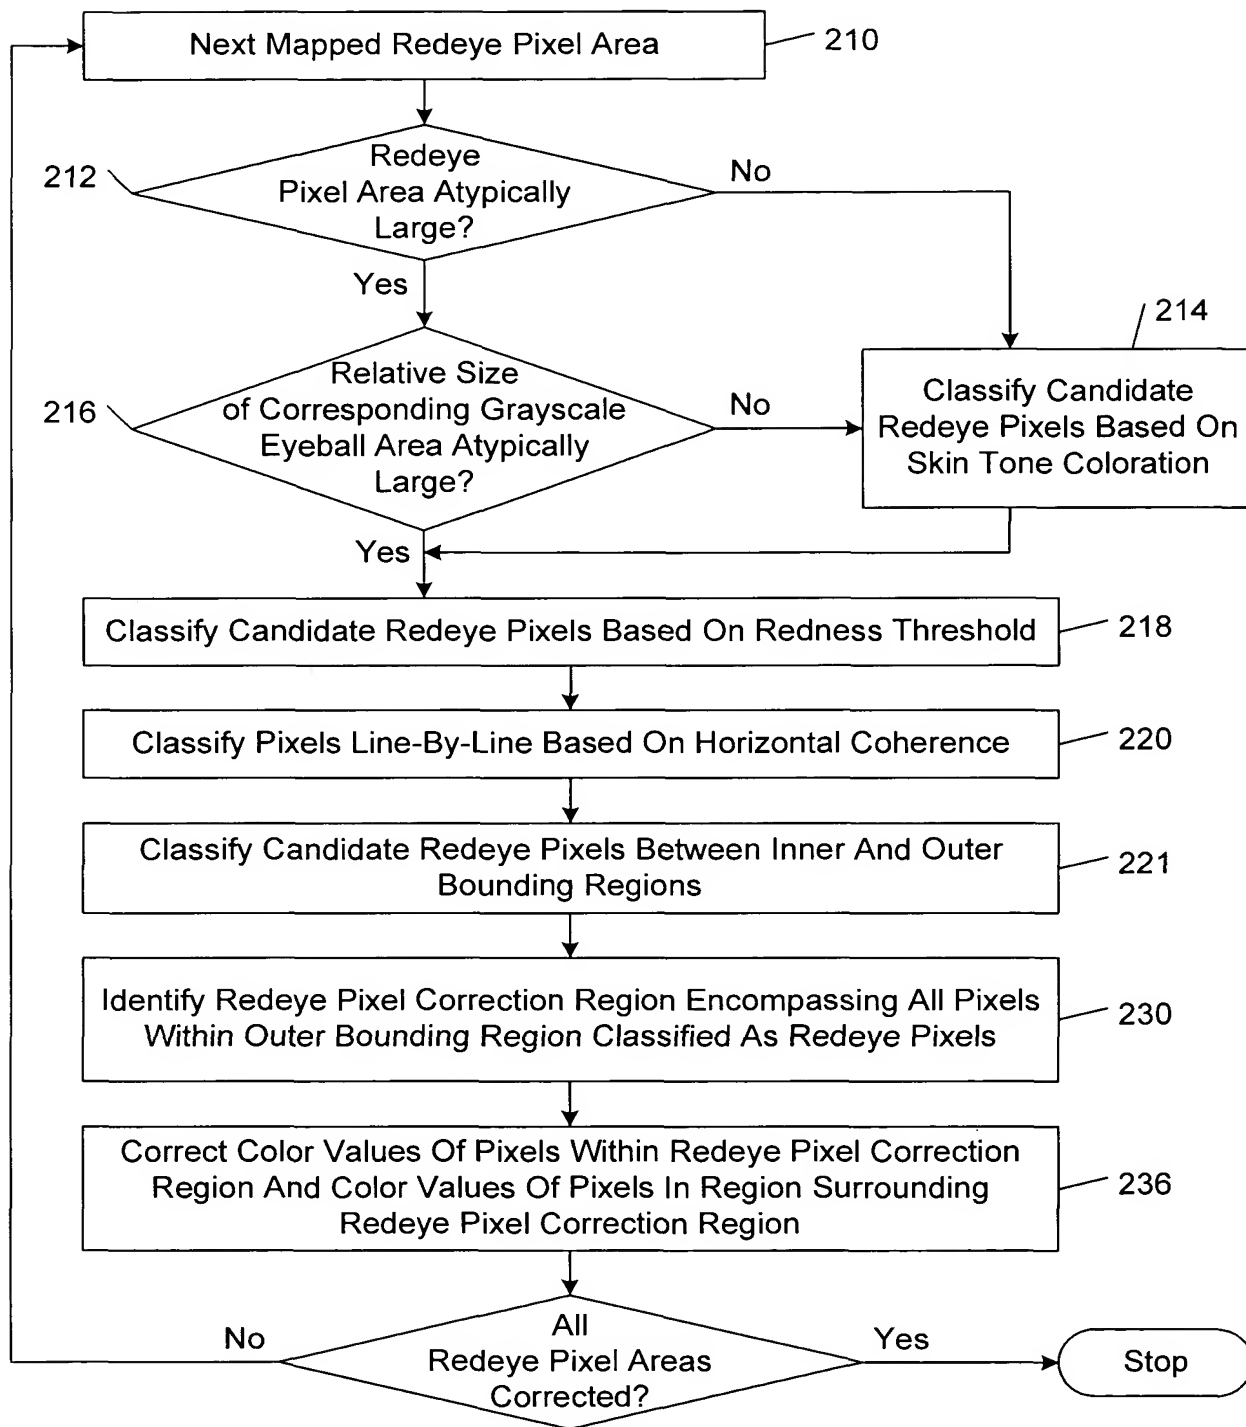 Next Mapped Redeye Pixel Area
210
Redeye
Pixel Area Atypically
Large?
212
No
Yes
214
Relative Size
of Corresponding Grayscale
Eyeball Area Atypically
Large?
216
No
Classify Candidate
Redeye Pixels Based On
Skin Tone Coloration
Yes
Classify Candidate Redeye Pixels Based On Redness Threshold
218
Classify Pixels Line-By-Line Based On Horizontal Coherence
220
Classify Candidate Redeye Pixels Between Inner And Outer
Bounding Regions
221
Identify Redeye Pixel Correction Region Encompassing All Pixels
Within Outer Bounding Region Classified As Redeye Pixels
230
Correct Color Values Of Pixels Within Redeye Pixel Correction
Region And Color Values Of Pixels In Region Surrounding
Redeye Pixel Correction Region
236
No
All
Redeye Pixel Areas
Corrected?
Yes
Stop